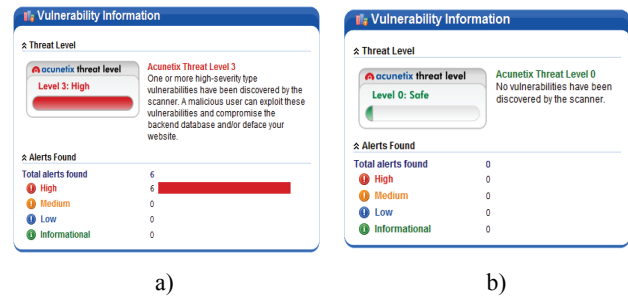 Vulnerability Information
Threat Level
acunetix threat level
Level 3: High
Acunetix Threat Level 3
One or more high-severity type
vulnerabilities have been discovered by the
scanner. A malicious user can exploit these
vulnerabilities and compromise the
backend database and/or deface your
website.
Alerts Found
Total alerts found 6
High 6
Medium 0
Low 0
Informational 0
a)
Vulnerability Information
Threat Level
acunetix threat level
Level 0: Safe
Acunetix Threat Level 0
No vulnerabilities have been
discovered by the scanner.
Alerts Found
Total alerts found 0
High 0
Medium 0
Low 0
Informational 0
b)